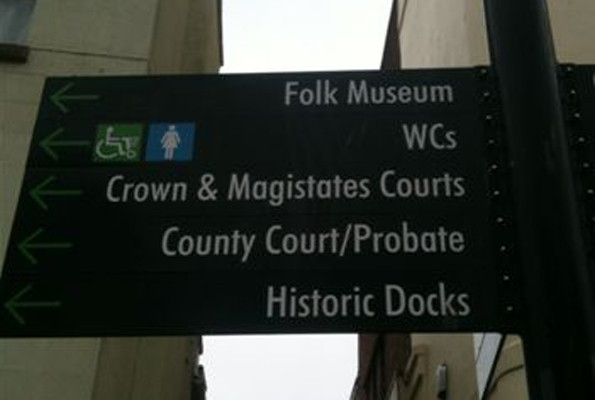 Folk Museum
WCs
Crown & Magistates Courts
County Court/Probate
Historic Docks